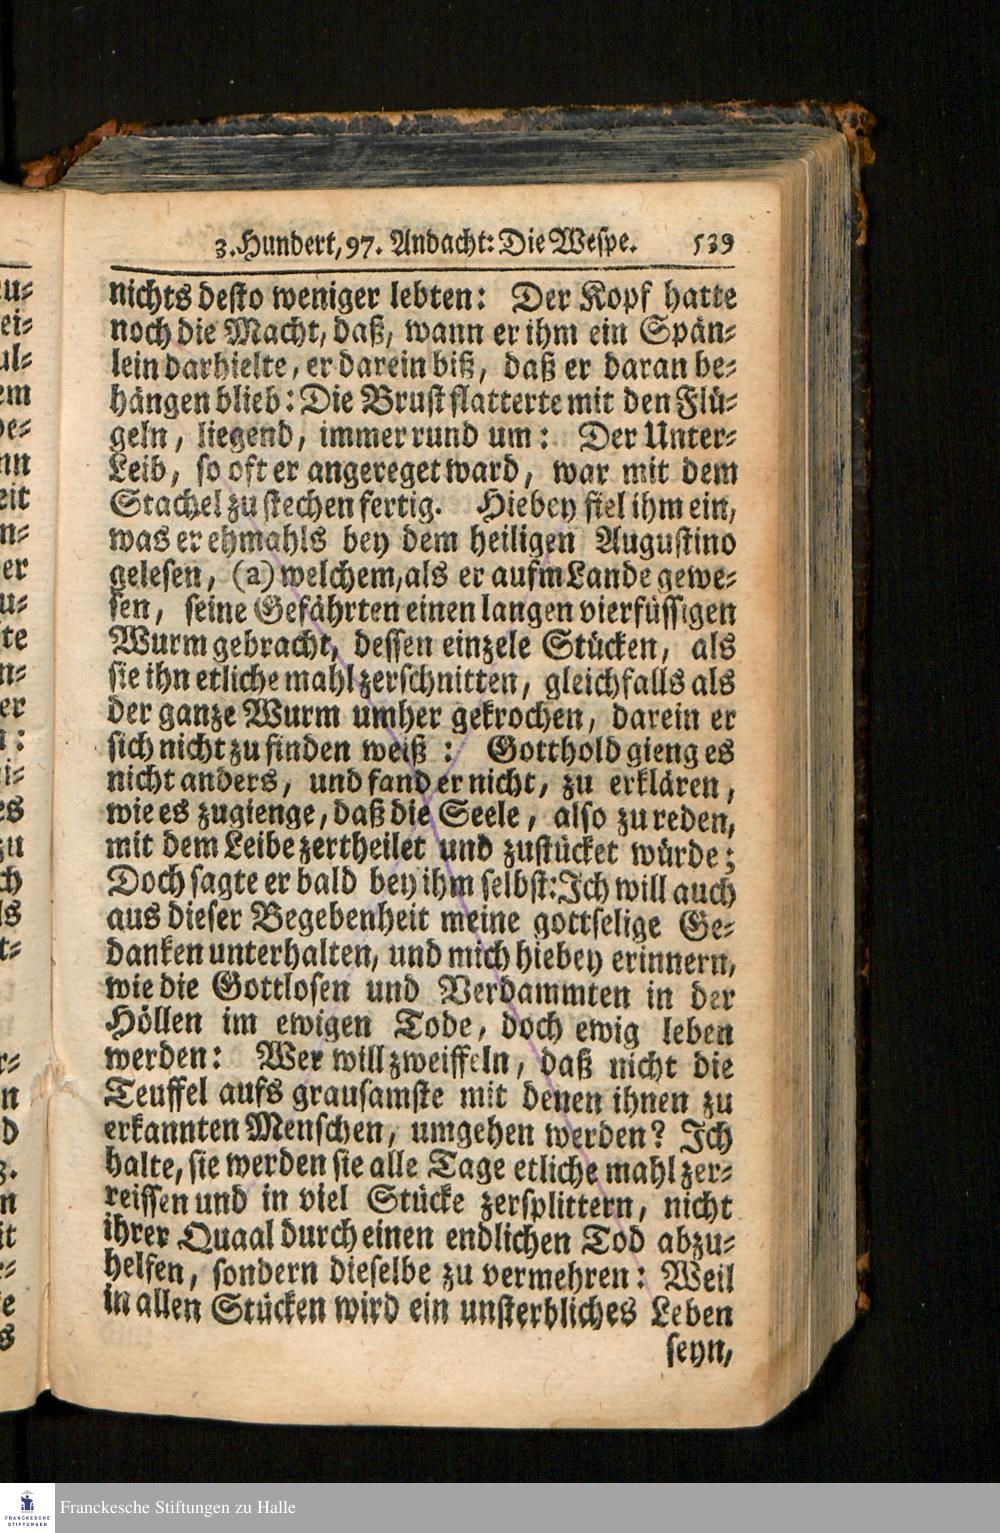 3. Hundert, 97. Andacht: Die Wespe. 539
nichts desto weniger lebten: Der Kopf hatte
noch die Macht, daß, wann er ihm ein Spän-
lein darhielte, er darein biß, daß er daran be-
hängen blieb: Die Brust flatterte mit den Flü-
geln, liegend, immer rund um: Der Unter-
Leib, so oft er angereget ward, war mit dem
Stachel zu stechen fertig. Hiebey fiel ihm ein,
was er ehmahls bey dem heiligen Augustino
gelesen, (a) welchem, als er aufm Lande gewe-
sen, seine Gefährten einen langen vierfüssigen
Wurm gebracht, dessen einzele Stücken, als
sie ihn etliche mahl zerschnitten, gleichfalls als
der ganze Wurm umher gekrochen, darein er
sich nicht zu finden weiß: Gotthold gieng es
nicht anders, und fand er nicht, zu erklären,
wie es zugienge, daß die Seele, also zu reden,
mit dem Leibe zertheilet und zustücket würde;
Doch sagte er bald bey ihm selbst: Ich will auch
aus dieser Begebenheit meine gottselige Ge-
danken unterhalten, und mich hiebey erinnern,
wie die Gottlosen und Verdammten in der
Höllen im ewigen Tode, doch ewig leben
werden: Wer will zweiffeln, daß nicht die
Teuffel aufs grausamste mit denen ihnen zu
erkannten Menschen, umgehen werden? Ich
halte, sie werden sie alle Tage etliche mahl zer-
reissen und in viel Stücke zersplittern, nicht
ihrer Quaal durch einen endlichen Tod abzu-
helfen, sondern dieselbe zu vermehren: Weil
in allen Stücken wird ein unsterbliches Leben
seyn,
FRANCKESCHE
STIFTUNGEN
Franckesche Stiftungen zu Halle